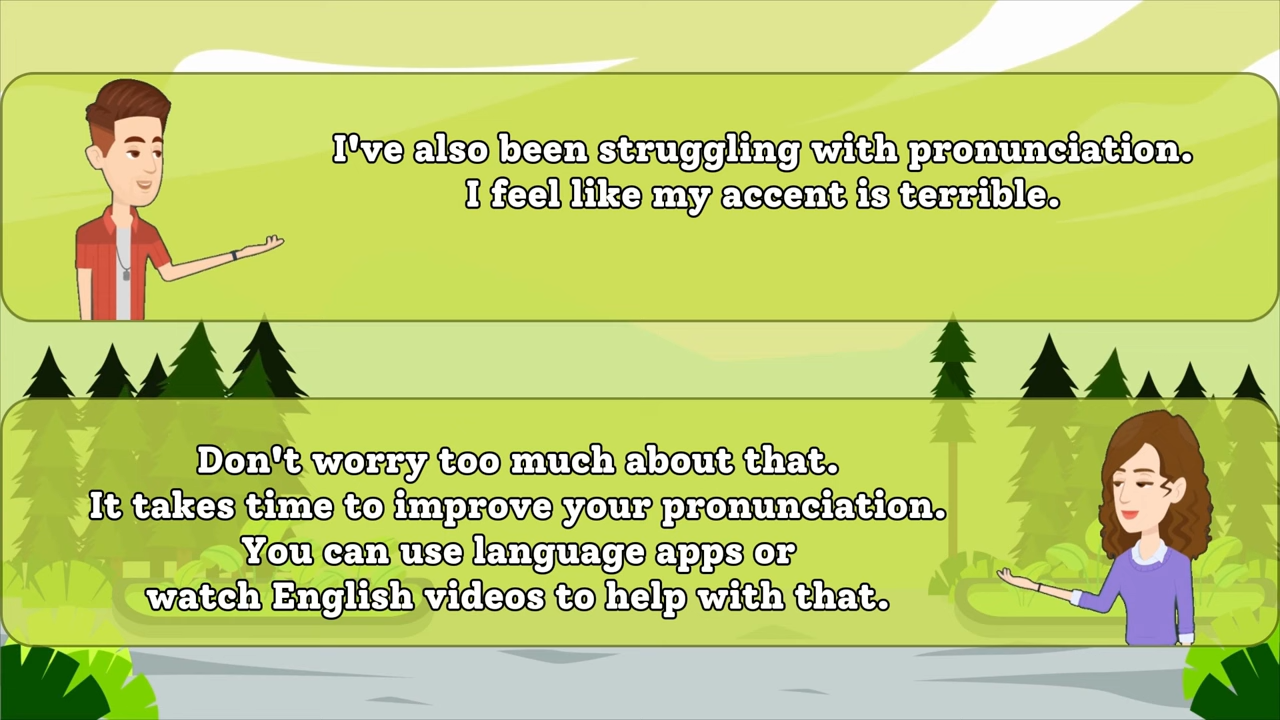 I've also been struggling with pronunciation.
I feel like my accent is terrible.
Don't worry too much about that.
It takes time to improve your pronunciation.
You can use language apps or
watch English videos to help with that.